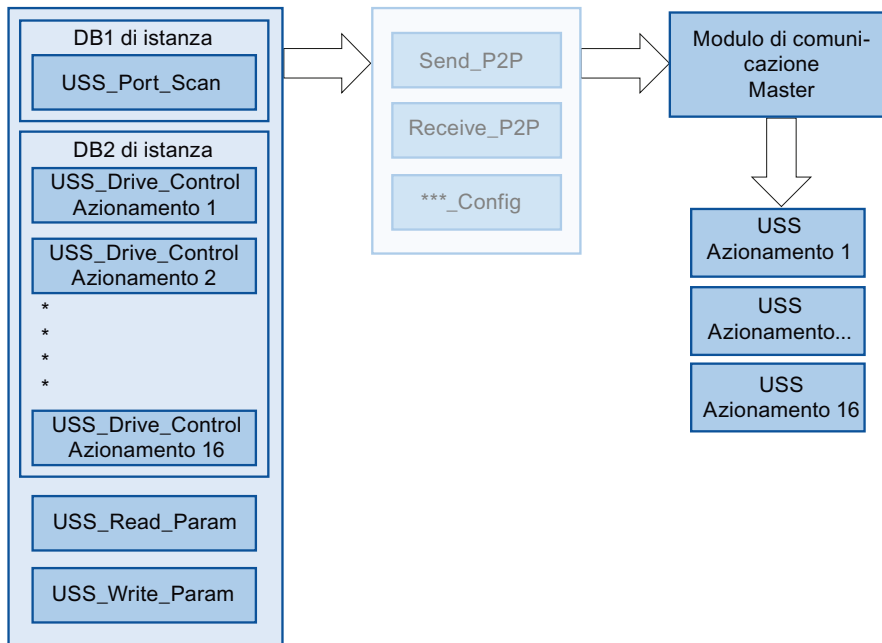 DB1 di istanza
USS_Port_Scan
DB2 di istanza
USS_Drive_Control
Azionamento 1
USS_Drive_Control
Azionamento 2
*
*
*
*
USS_Drive_Control
Azionamento 16
USS_Read_Param
USS_Write_Param
Send_P2P
Receive_P2P
***_Config
Modulo di comuni-
cazione
Master
USS
Azionamento 1
USS
Azionamento...
USS
Azionamento 16